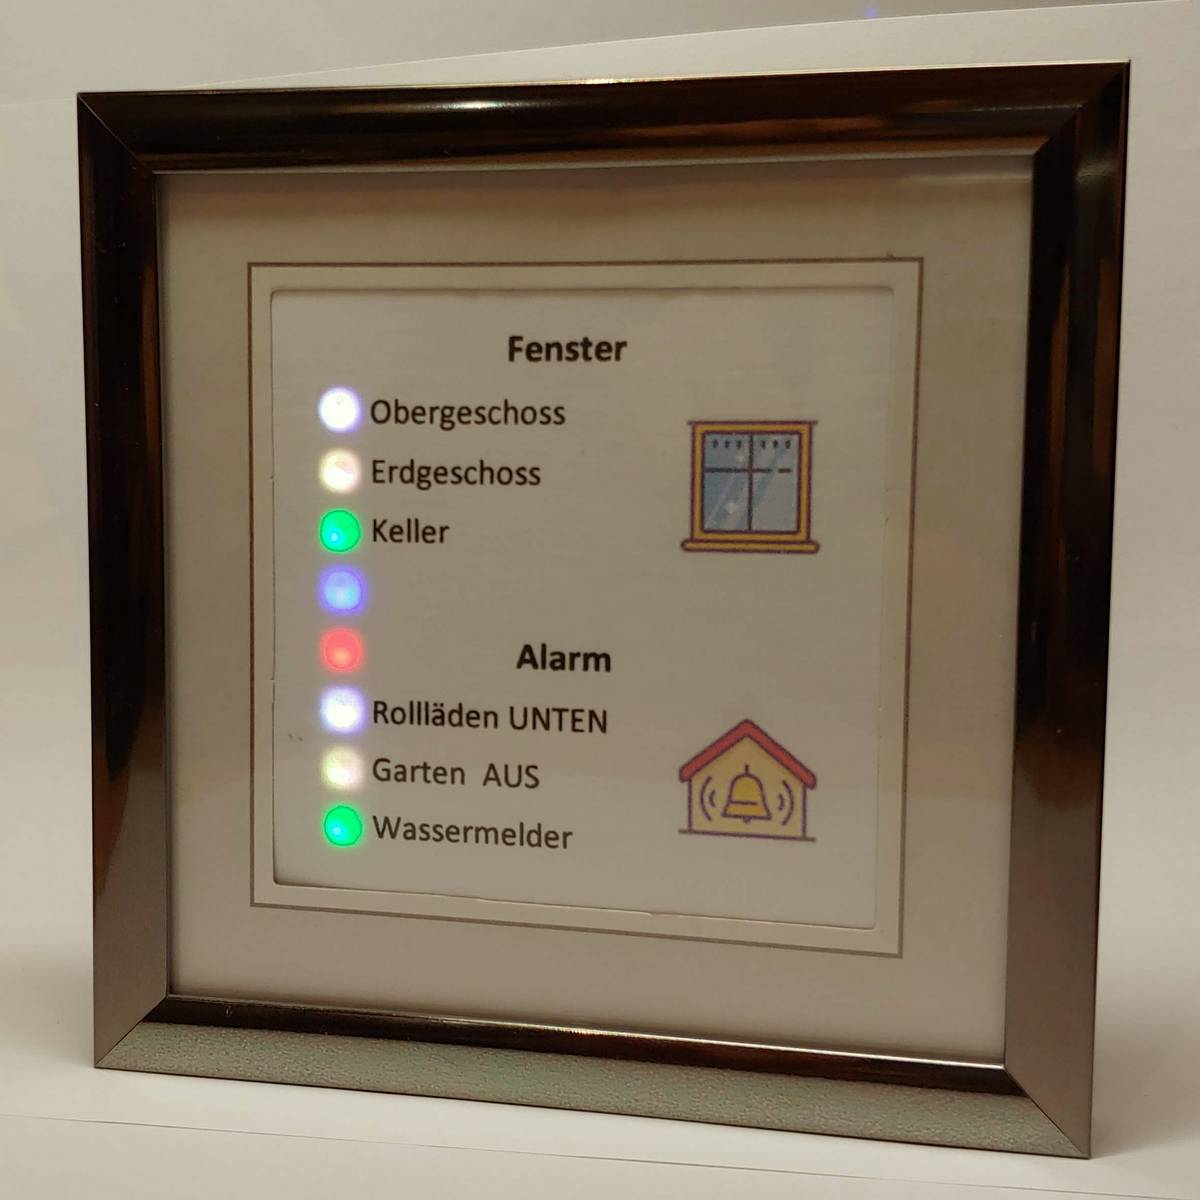 Fenster
Obergeschoss
Erdgeschoss
Keller
Alarm
Rollläden UNTEN
Garten AUS
Wassermelder